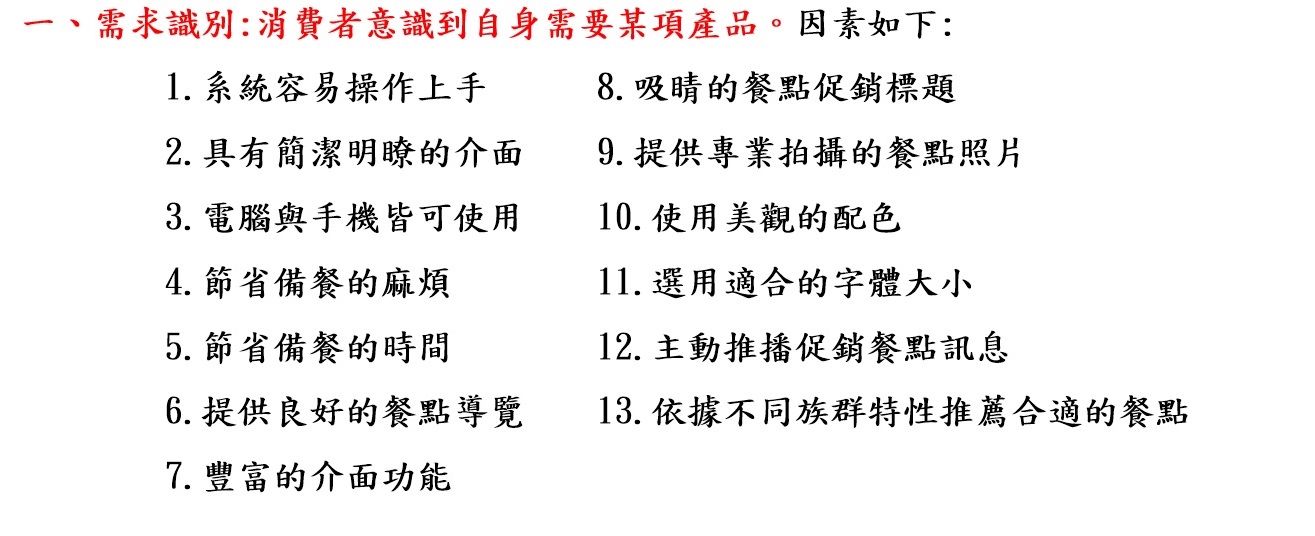 一、需求識別:消費者意識到自身需要某項產品。因素如下:
1.系統容易操作上手
2.具有簡潔明瞭的介面
3.電腦與手機皆可使用
4.節省備餐的麻煩
5.節省備餐的時間
6.提供良好的餐點導覽
7.豐富的介面功能
8.吸睛的餐點促銷標題
9.提供專業拍攝的餐點照片
10.使用美觀的配色
11.選用適合的字體大小
12.主動推播促銷餐點訊息
13.依據不同族群特性推薦合適的餐點